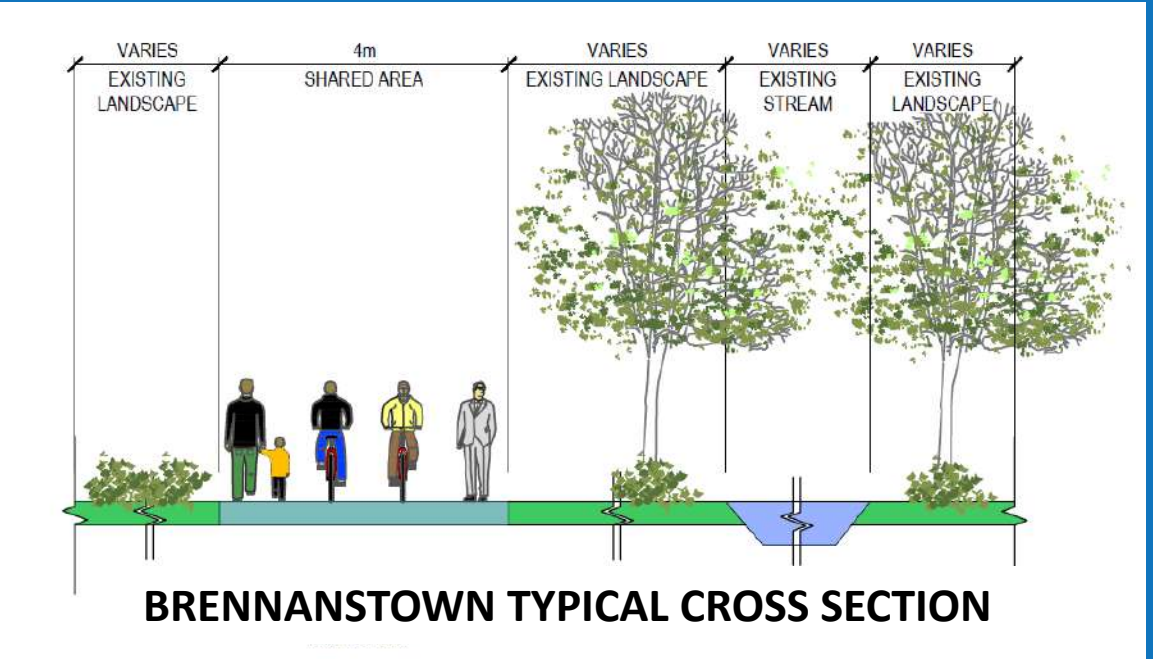 VARIES
EXISTING
LANDSCAPE
4m
SHARED AREA
VARIES
EXISTING LANDSCAPE
VARIES
EXISTING
STREAM
VARIES
EXISTING
LANDSCAPE
BRENNANSTOWN TYPICAL CROSS SECTION